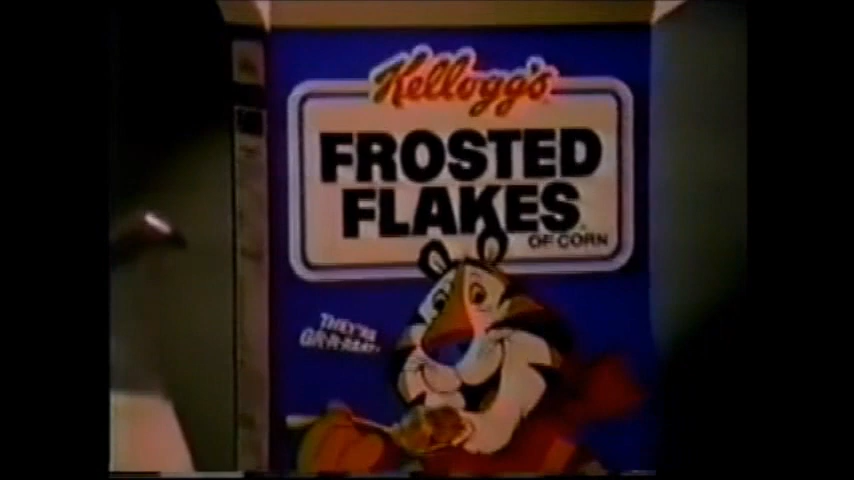 Kellogg's
FROSTED
FLAKES
OF CORN
THEY'RE
GR-R-REAT!